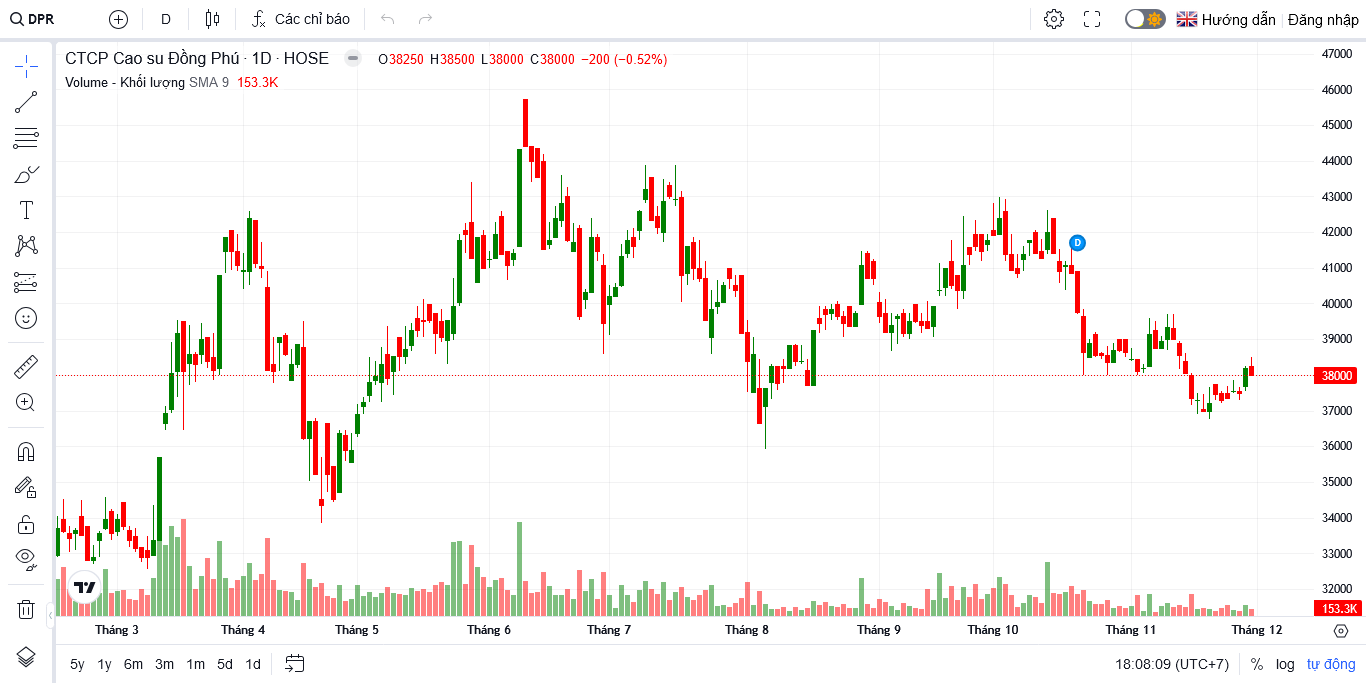 DPR D Các chỉ báo Hướng dẫn Đăng nhập
CTCP Cao su Đồng Phú · 1D · HOSE O38250 H38500 L38000 C38000 −200 (−0.52%)
Volume - Khối lượng SMA 9 153.3K
47000
46000
45000
44000
43000
42000
D
41000
40000
39000
38000
37000
36000
35000
34000
33000
32000
153.3K
Tháng 3 Tháng 4 Tháng 5 Tháng 6 Tháng 7 Tháng 8 Tháng 9 Tháng 10 Tháng 11 Tháng 12
5y 1y 6m 3m 1m 5d 1d 18:08:09 (UTC+7) % log tự động